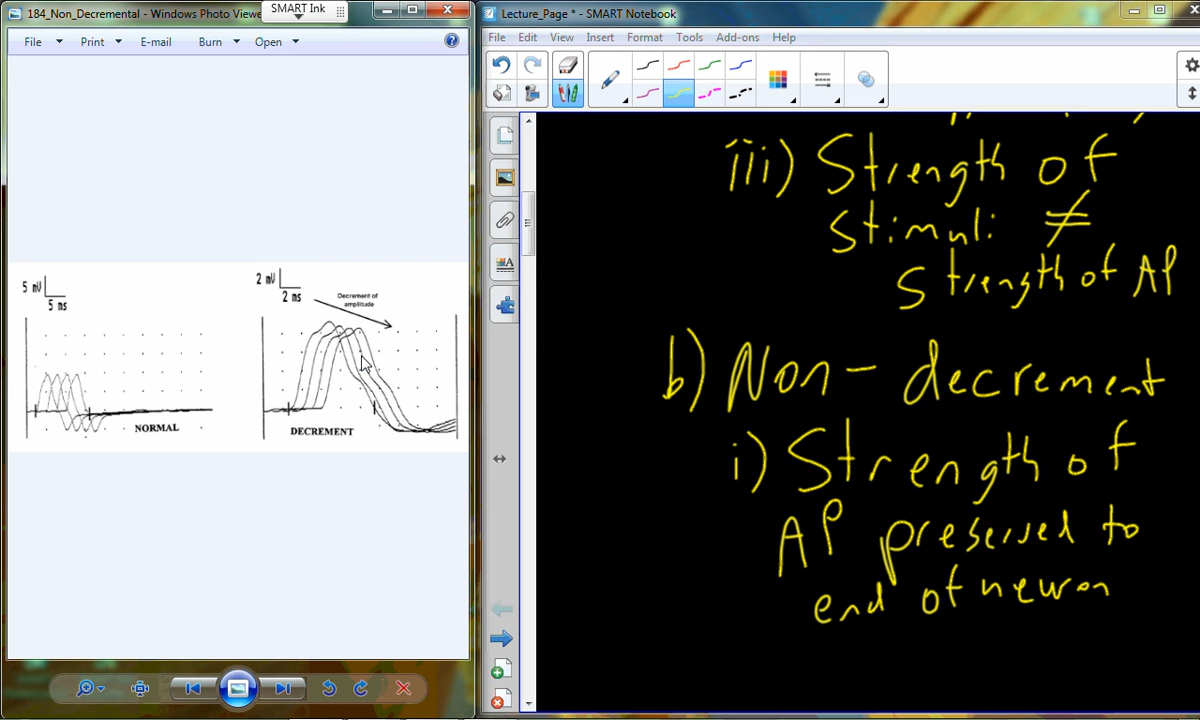 184_Non_Decremental - Windows Photo Viewe
SMART Ink
File Print E-mail Burn Open
5 mV
5 ms
NORMAL
2 mV
2 ms
Decrement of
amplitude
DECREMENT
Lecture_Page * - SMART Notebook
File Edit View Insert Format Tools Add-ons Help
iii) Strength of
stimuli ≠
Strength of AP
b) Non-decrement
i) Strength of
AP preserved to
end of neuron